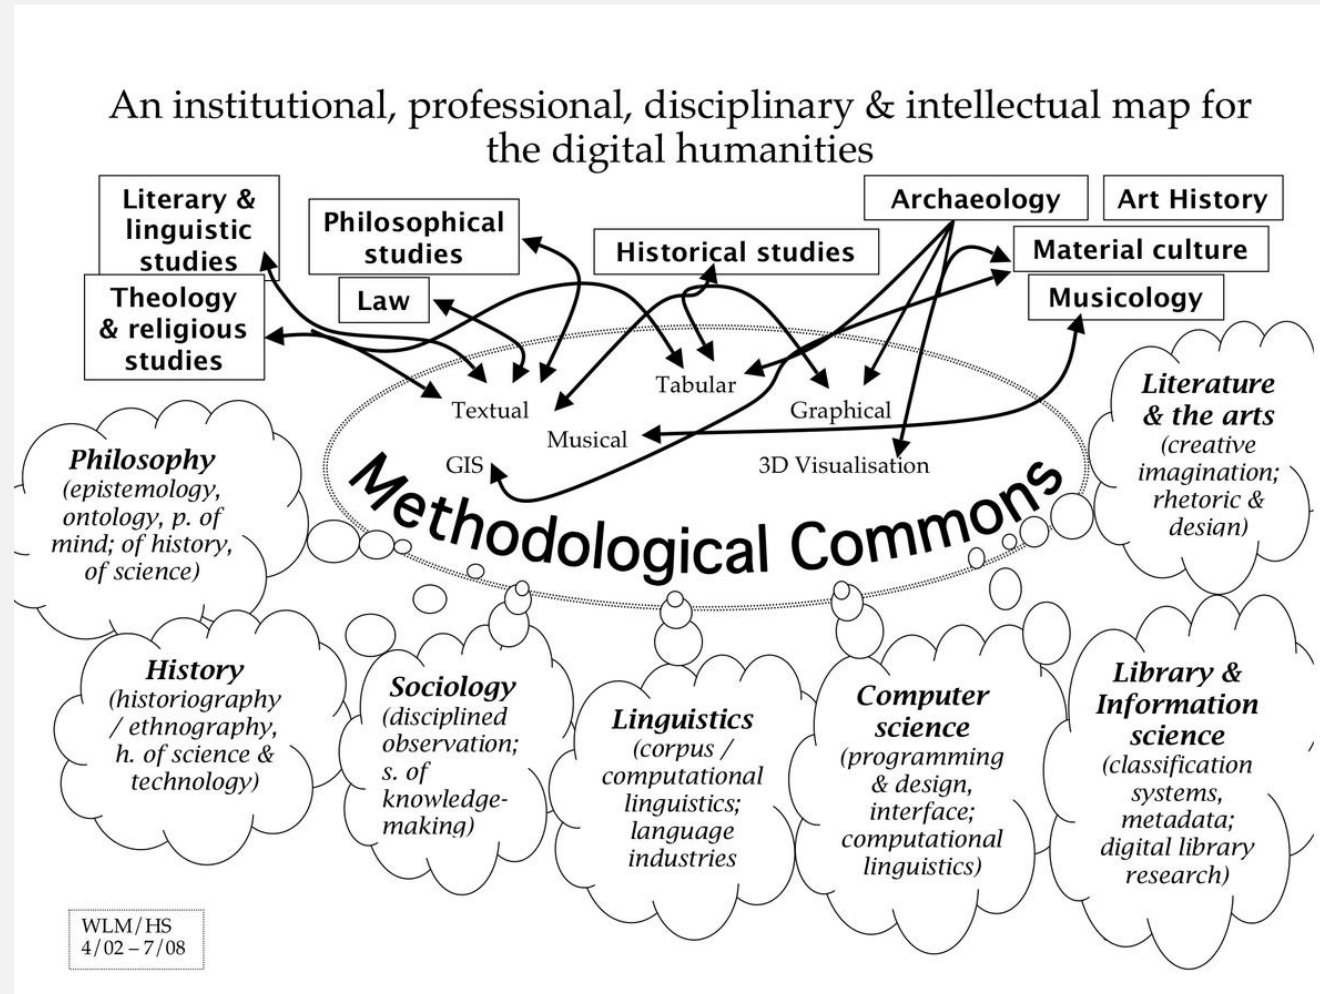 An institutional, professional, disciplinary & intellectual map for
the digital humanities
Literary &
linguistic
studies
Theology
& religious
studies
Philosophical
studies
Law
Historical studies
Archaeology
Art History
Material culture
Musicology
Textual
Tabular
Graphical
Musical
GIS
3D Visualisation
Methodological Commons
Philosophy
(epistemology,
ontology, p. of
mind; of history,
of science)
Literature
& the arts
(creative
imagination;
rhetoric &
design)
History
(historiography
/ ethnography,
h. of science &
technology)
Sociology
(disciplined
observation;
s. of
knowledge-
making)
Linguistics
(corpus /
computational
linguistics;
language
industries
Computer
science
(programming
& design,
interface;
computational
linguistics)
Library &
Information
science
(classification
systems,
metadata;
digital library
research)
WLM/HS
4/02 – 7/08